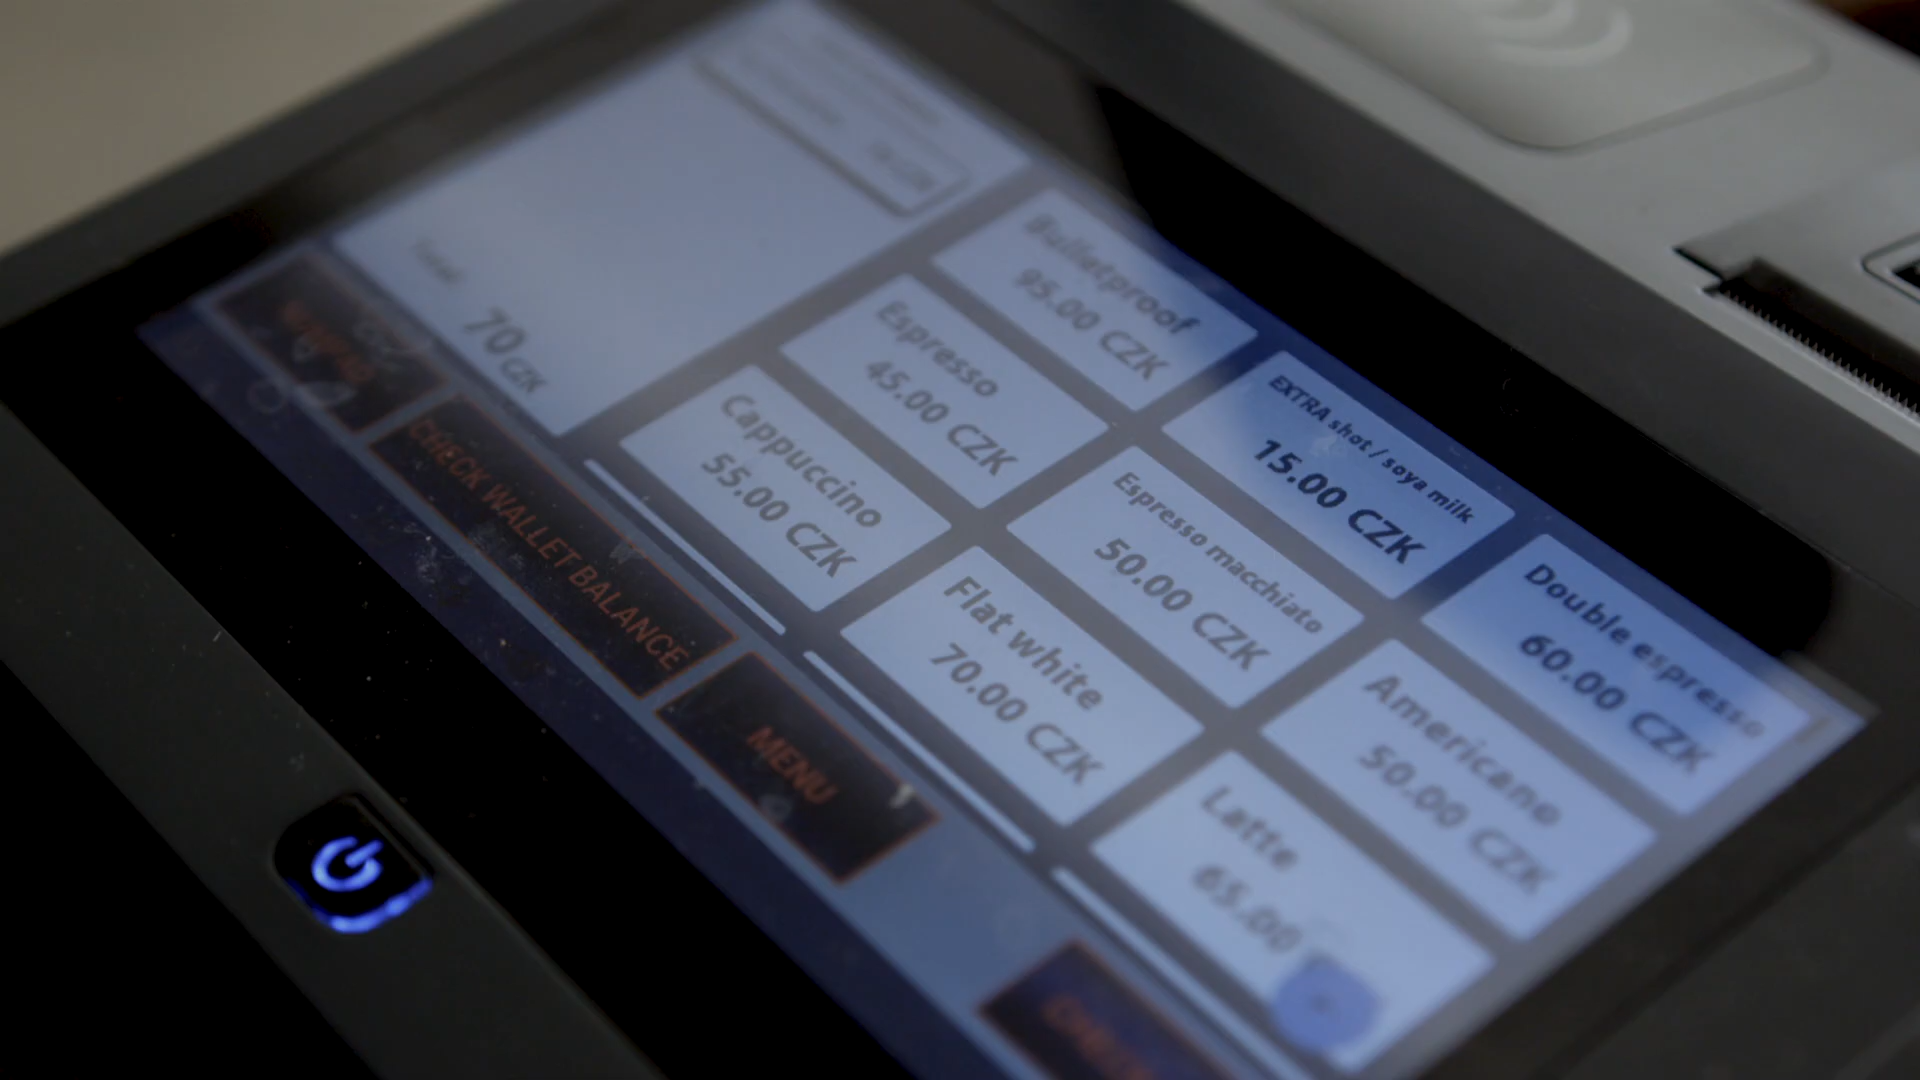 Total
70 CZK
Bulletproof
95.00 CZK
Espresso
45.00 CZK
Cappuccino
55.00 CZK
EXTRA shot / soya milk
15.00 CZK
Espresso macchiato
50.00 CZK
Flat white
70.00 CZK
Double espresso
60.00 CZK
Americano
50.00 CZK
Latte
65.00
CHECK WALLET BALANCE
MENU